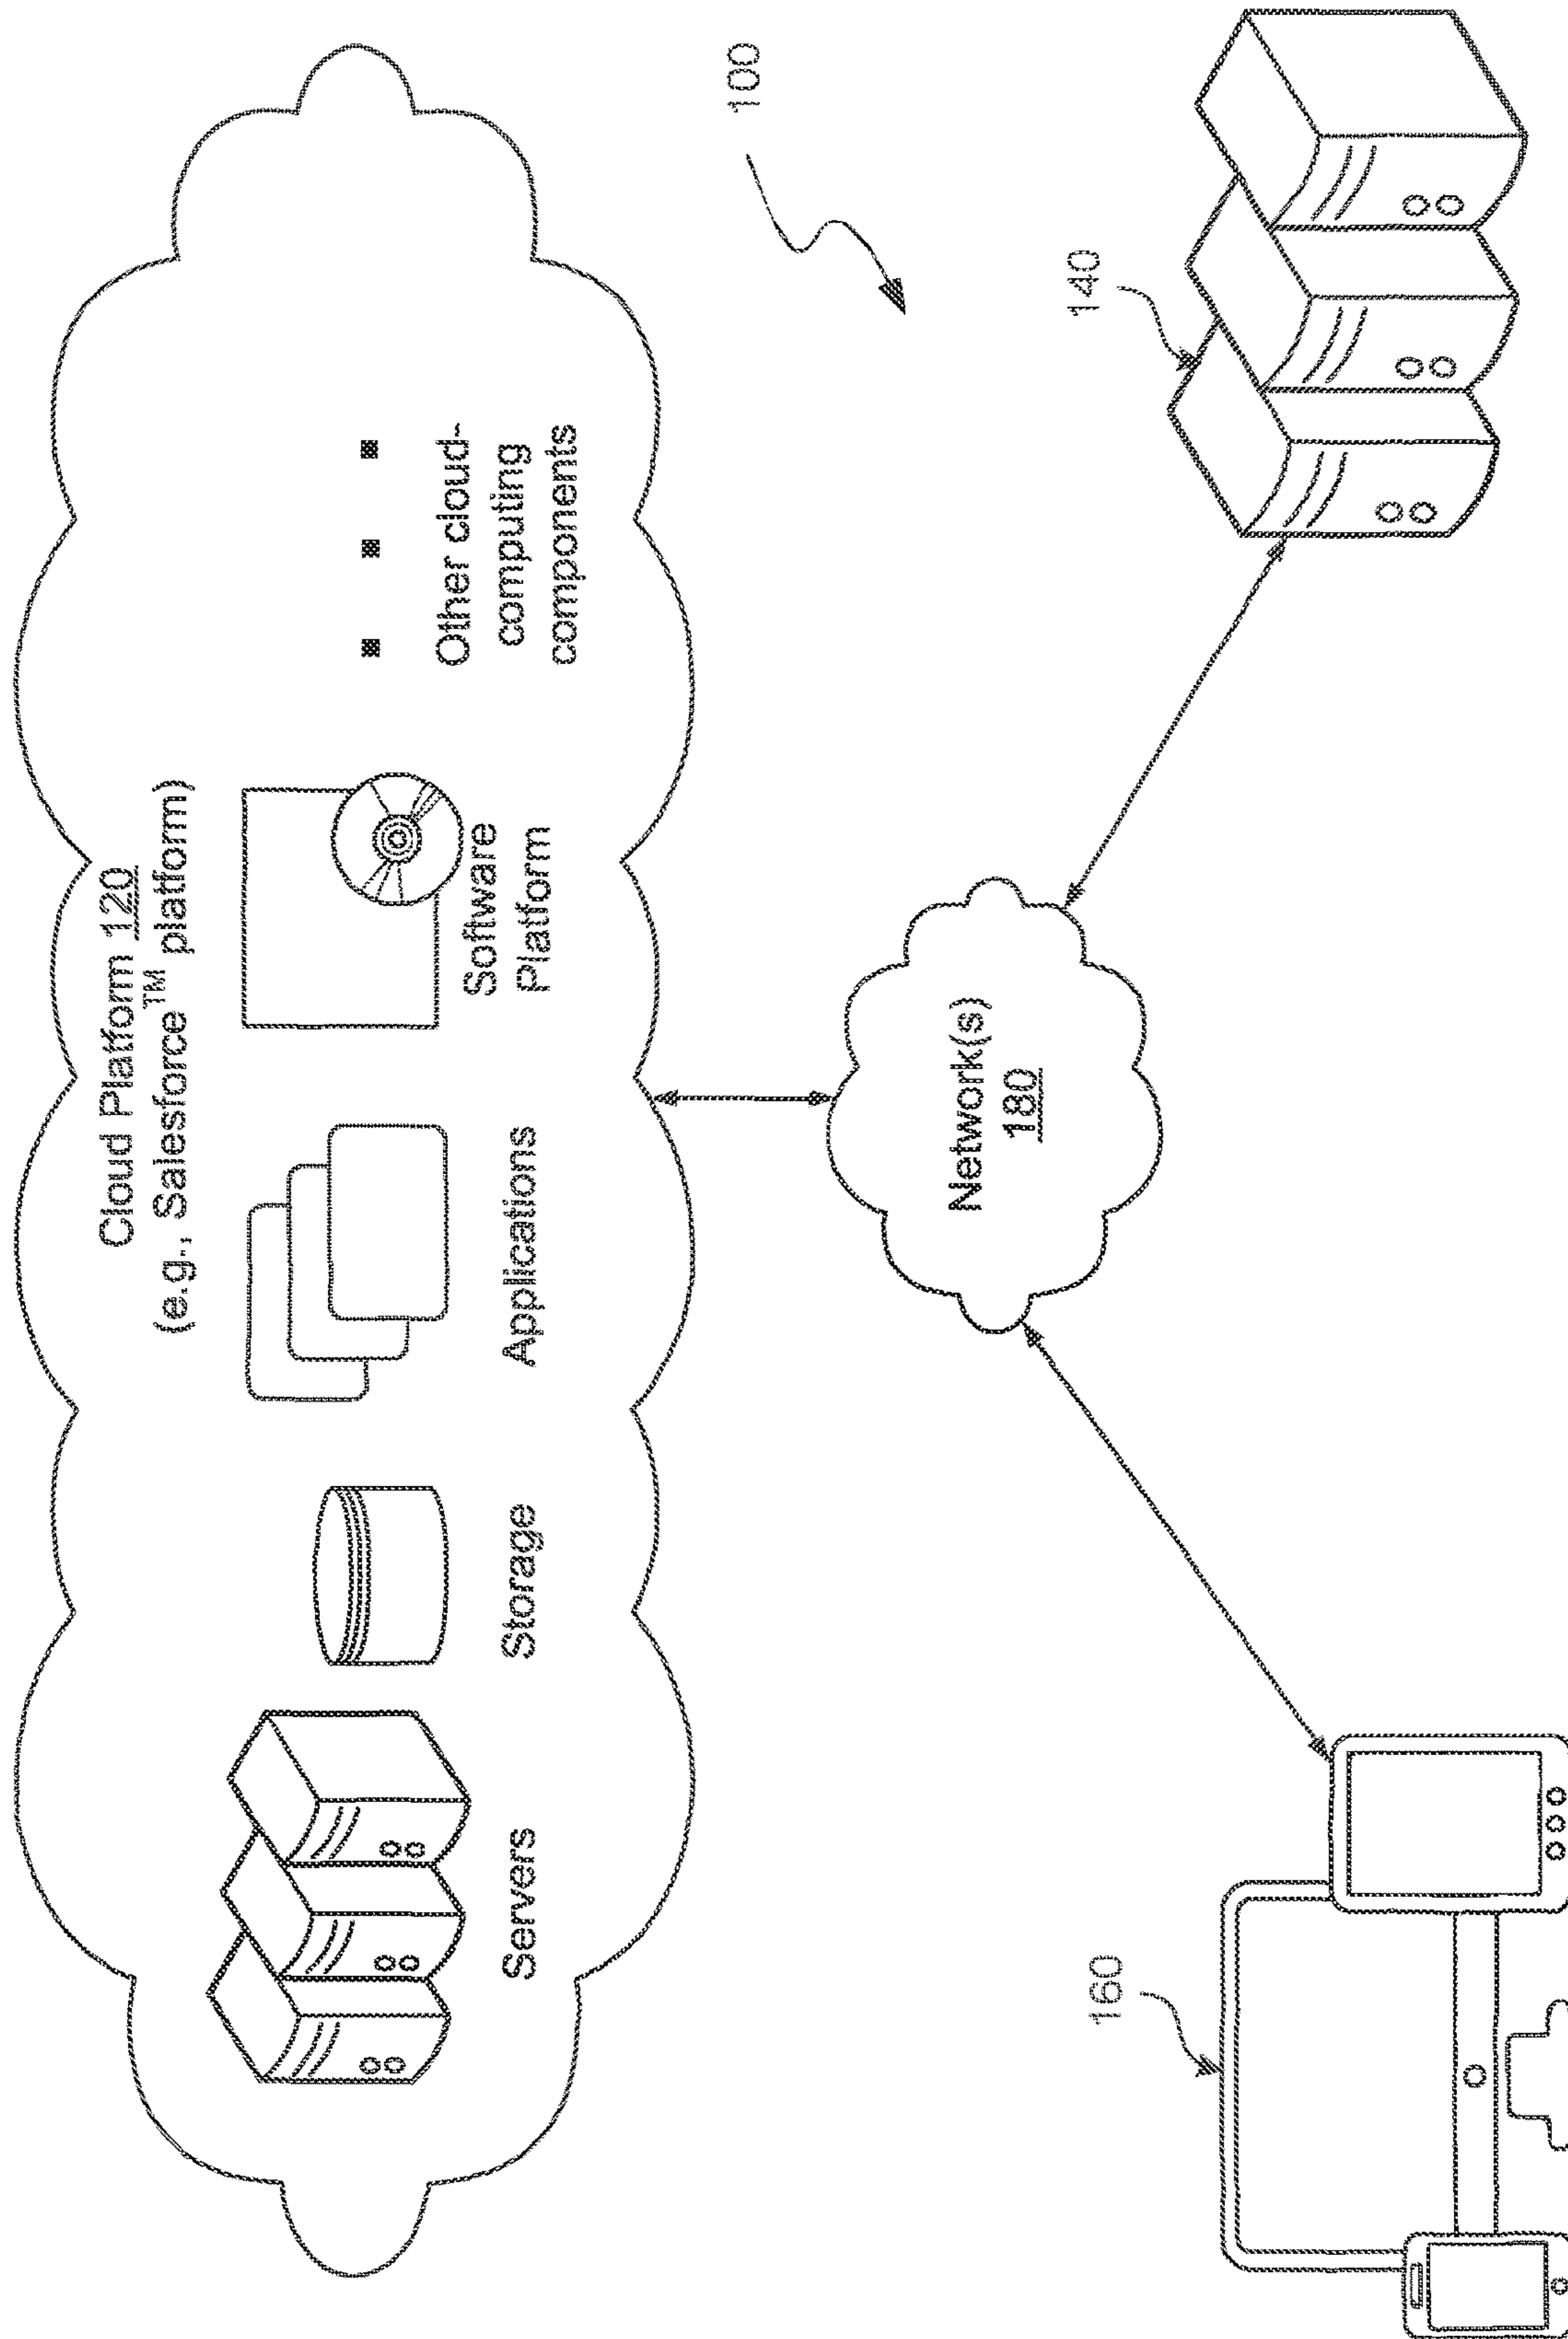 Cloud Platform 120
(e.g., Salesforce™ platform)
Servers
Storage
Applications
Software
Platform
Other cloud-
computing
components
100
Network(s)
180
160
140